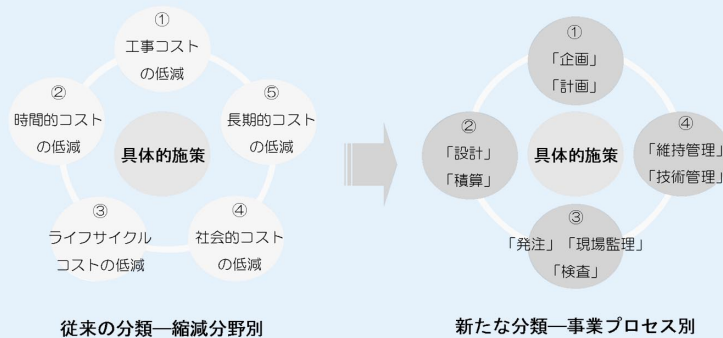 ①
工事コスト
の低減
②
時間的コスト
の低減
⑤
長期的コスト
の低減
具体的施策
③
ライフサイクル
コストの低減
④
社会的コスト
の低減
従来の分類―縮減分野別
①
「企画」
「計画」
②
「設計」
「積算」
具体的施策
④
「維持管理」
「技術管理」
③
「発注」「現場監理」
「検査」
新たな分類―事業プロセス別